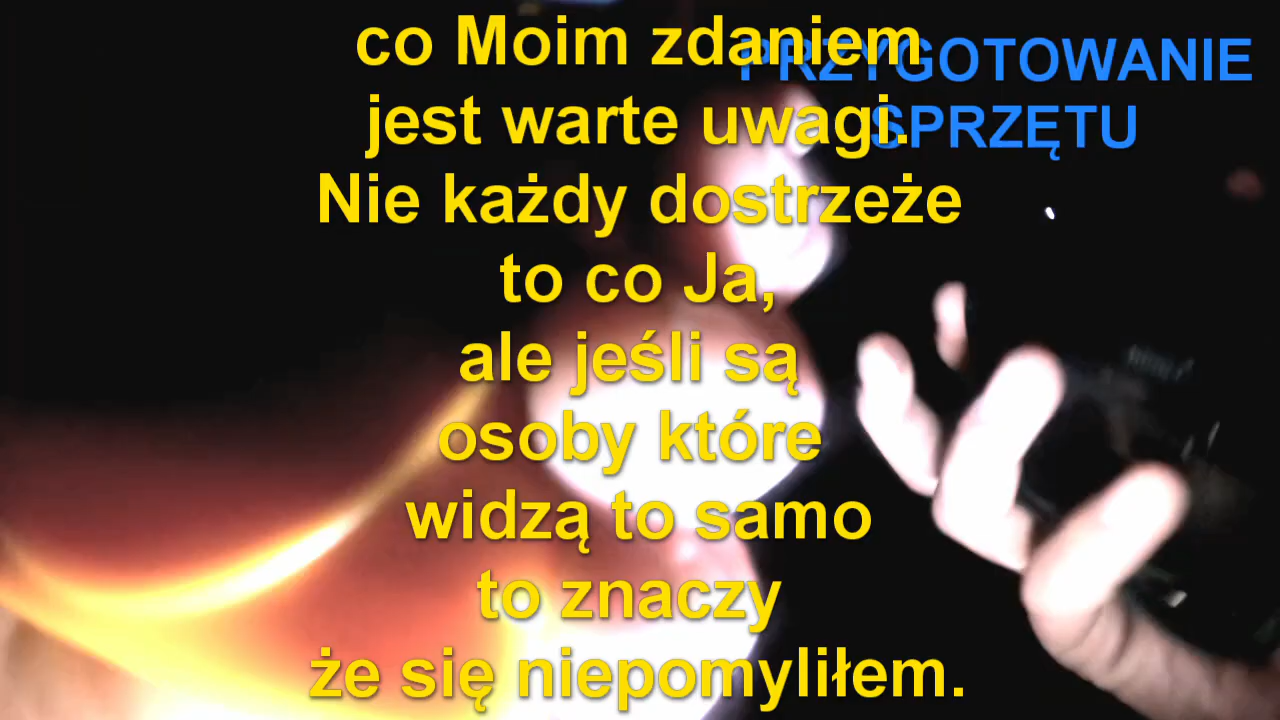 co Moim zdaniem
jest warte uwagi.
Nie każdy dostrzeże
to co Ja,
ale jeśli są
osoby które
widzą to samo
to znaczy
że się niepomyliłem.
PRZYGOTOWANIE
SPRZĘTU